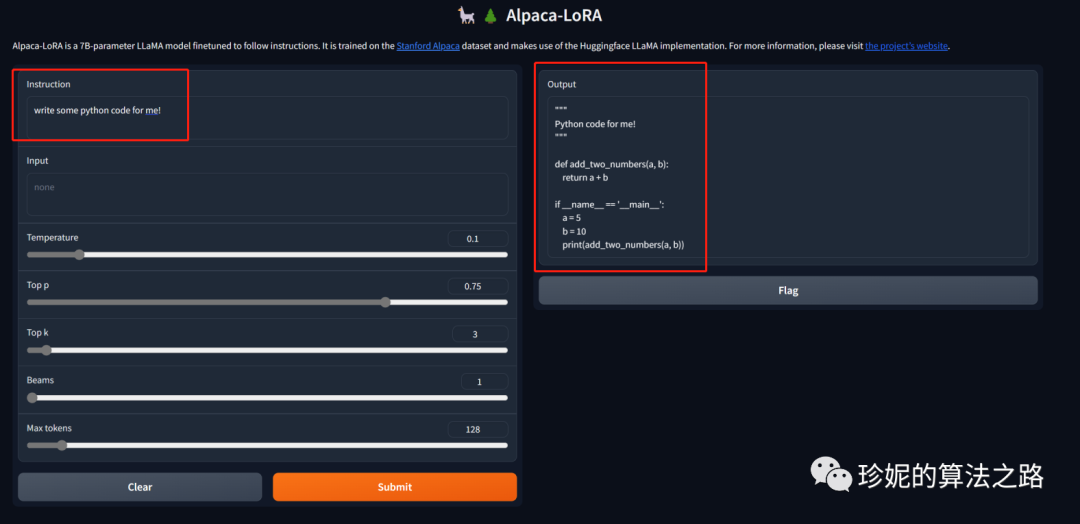 🦙🌲 Alpaca-LoRA
Alpaca-LoRA is a 7B-parameter LLaMA model finetuned to follow instructions. It is trained on the Stanford Alpaca dataset and makes use of the Huggingface LLaMA implementation. For more information, please visit the project's website.
Instruction
write some python code for me!
Input
none
Temperature
0.1
Top p
0.75
Top k
3
Beams
1
Max tokens
128
Clear
Submit
Output
"""
Python code for me!
"""
def add_two_numbers(a, b):
return a + b
if __name__ == '__main__':
a = 5
b = 10
print(add_two_numbers(a, b))
Flag
珍妮的算法之路